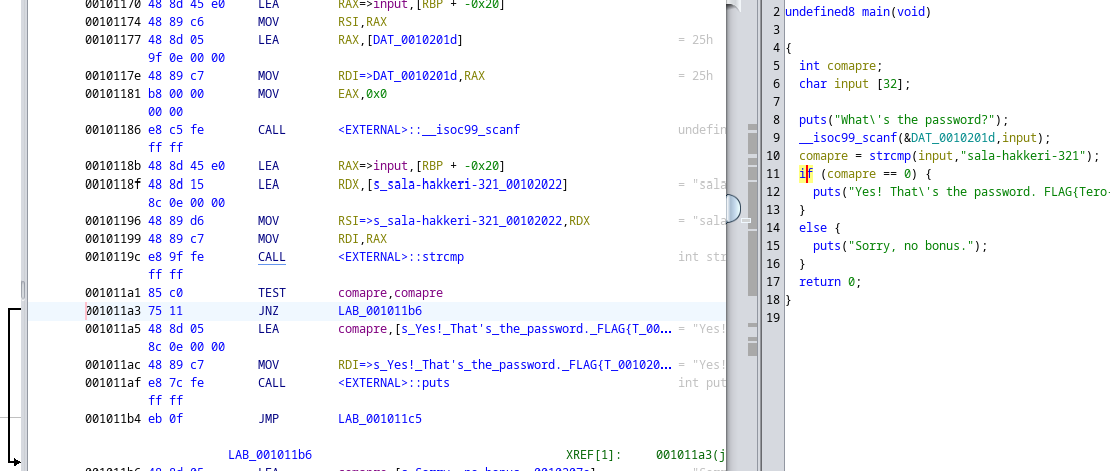 00101170 48 8d 45 e0 LEA RAX=>input,[RBP + -0x20]
00101174 48 89 c6 MOV RSI,RAX
00101177 48 8d 05 LEA RAX,[DAT_0010201d] = 25h
9f 0e 00 00
0010117e 48 89 c7 MOV RDI=>DAT_0010201d,RAX = 25h
00101181 b8 00 00 MOV EAX,0x0
00 00
00101186 e8 c5 fe CALL <EXTERNAL>::__isoc99_scanf undefin
ff ff
0010118b 48 8d 45 e0 LEA RAX=>input,[RBP + -0x20]
0010118f 48 8d 15 LEA RDX,[s_sala-hakkeri-321_00102022] = "sala
8c 0e 00 00
00101196 48 89 d6 MOV RSI=>s_sala-hakkeri-321_00102022,RDX = "sala
00101199 48 89 c7 MOV RDI,RAX
0010119c e8 9f fe CALL <EXTERNAL>::strcmp int str
ff ff
001011a1 85 c0 TEST comapre,comapre
001011a3 75 11 JNZ LAB_001011b6
001011a5 48 8d 05 LEA comapre,[s_Yes!_That's_the_password._FLAG{T_00... = "Yes!
8c 0e 00 00
001011ac 48 89 c7 MOV RDI=>s_Yes!_That's_the_password._FLAG{T_001020... = "Yes!
001011af e8 7c fe CALL <EXTERNAL>::puts int put
ff ff
001011b4 eb 0f JMP LAB_001011c5
LAB_001011b6 XREF[1]: 001011a3(j
001011b6 48 8d 05 LEA comapre,[s_Sorry,_no_bonus._0010207e]
2 undefined8 main(void)
3
4 {
5 int comapre;
6 char input [32];
7
8 puts("What\'s the password?");
9 __isoc99_scanf(&DAT_0010201d,input);
10 comapre = strcmp(input,"sala-hakkeri-321");
11 if (comapre == 0) {
12 puts("Yes! That\'s the password. FLAG{Tero-
13 }
14 else {
15 puts("Sorry, no bonus.");
16 }
17 return 0;
18 }
19